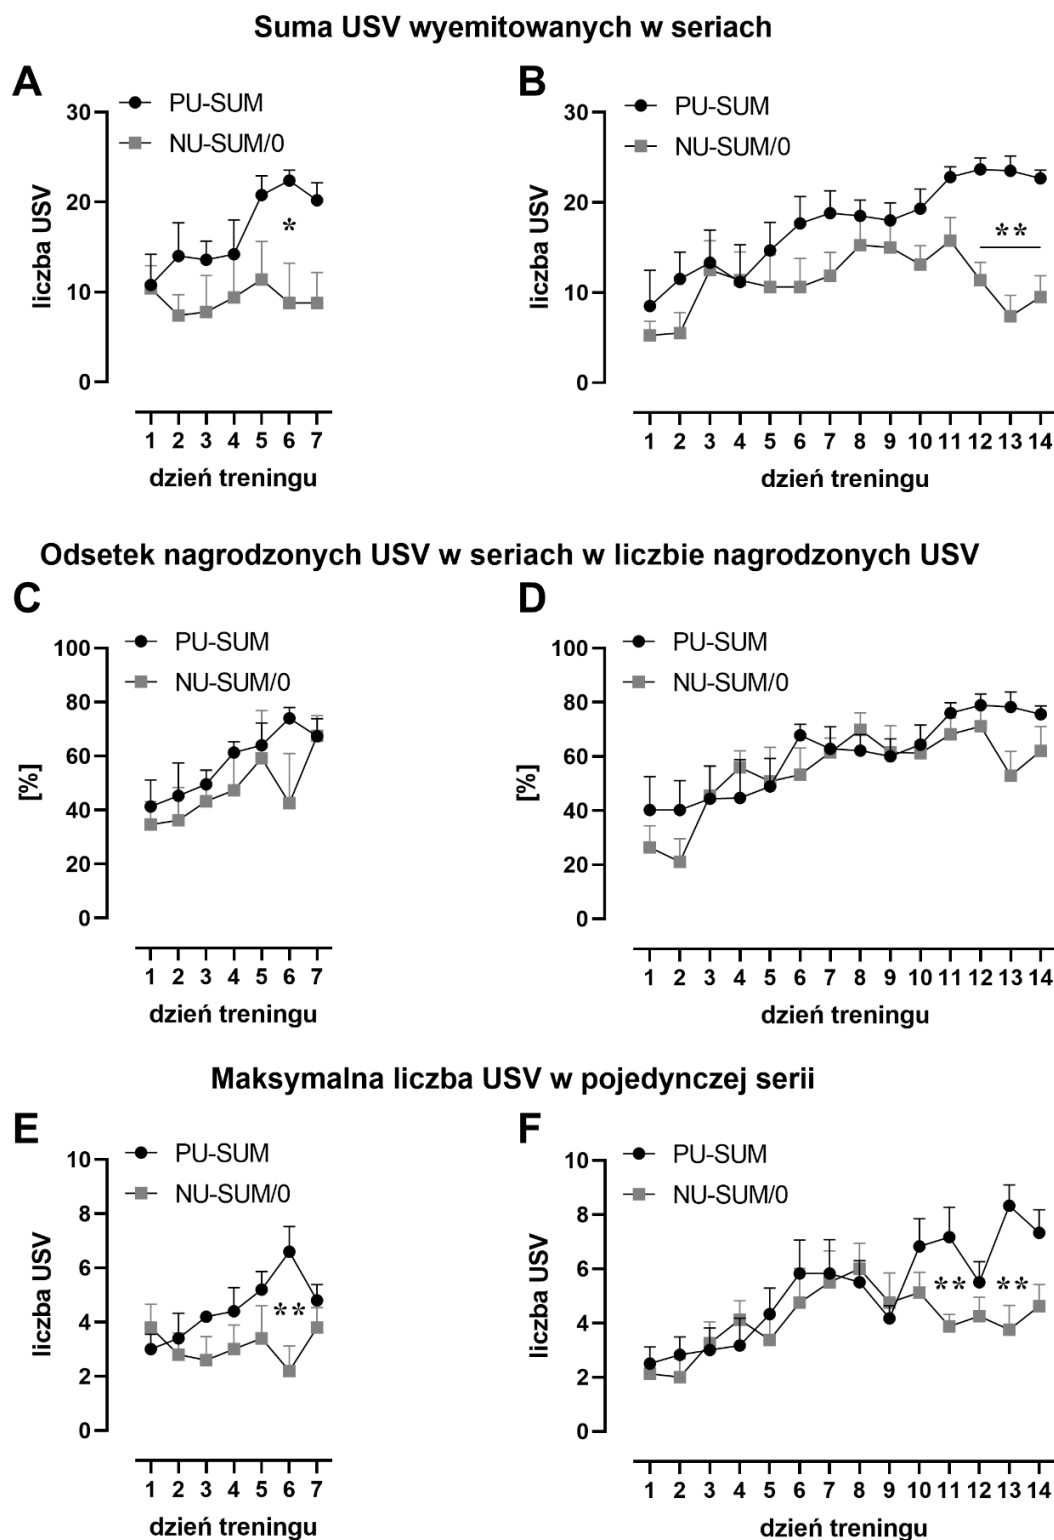 Suma USV wyemitowanych w seriach
A
PU-SUM
NU-SUM/0
liczba USV
30
20
10
0
*
1 2 3 4 5 6 7
dzień treningu
B
PU-SUM
NU-SUM/0
liczba USV
30
20
10
0
**
1 2 3 4 5 6 7 8 9 10 11 12 13 14
dzień treningu
Odsetek nagrodzonych USV w seriach w liczbie nagrodzonych USV
C
PU-SUM
NU-SUM/0
[%]
100
80
60
40
20
0
1 2 3 4 5 6 7
dzień treningu
D
PU-SUM
NU-SUM/0
[%]
100
80
60
40
20
0
1 2 3 4 5 6 7 8 9 10 11 12 13 14
dzień treningu
Maksymalna liczba USV w pojedynczej serii
E
PU-SUM
NU-SUM/0
liczba USV
10
8
6
4
2
0
**
1 2 3 4 5 6 7
dzień treningu
F
PU-SUM
NU-SUM/0
liczba USV
10
8
6
4
2
0
** **
1 2 3 4 5 6 7 8 9 10 11 12 13 14
dzień treningu